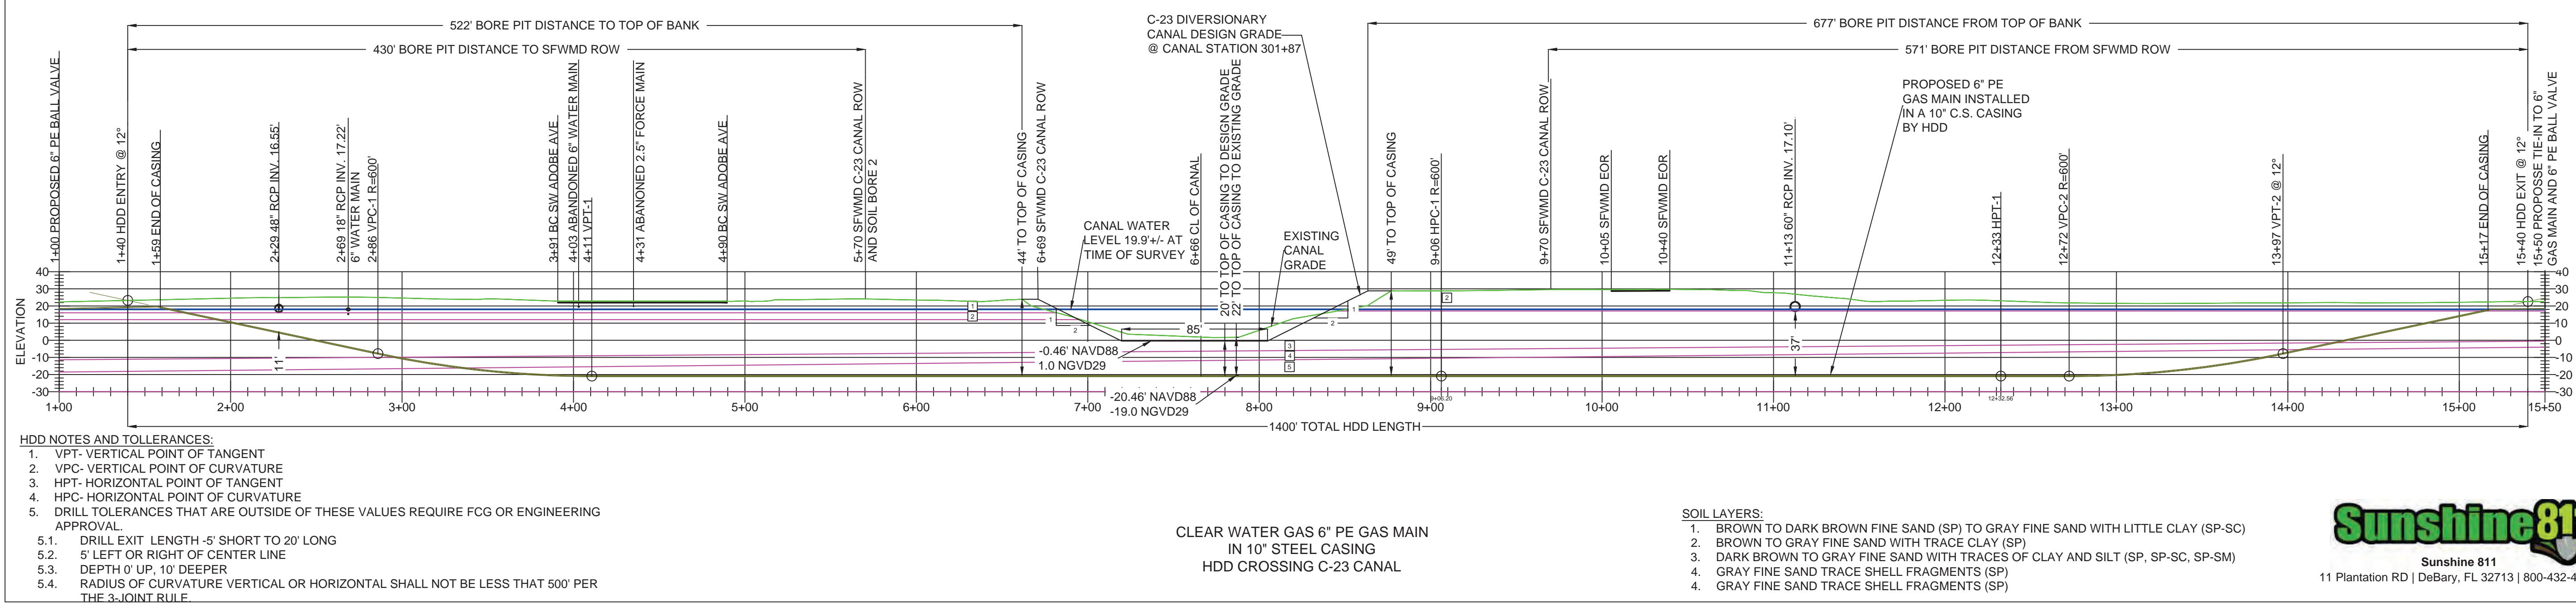 522' BORE PIT DISTANCE TO TOP OF BANK
430' BORE PIT DISTANCE TO SFWMD ROW
C-23 DIVERSIONARY
CANAL DESIGN GRADE
@ CANAL STATION 301+87
677' BORE PIT DISTANCE FROM TOP OF BANK
571' BORE PIT DISTANCE FROM SFWMD ROW
1+00 PROPOSED 6" PE BALL VALVE
1+40 HDD ENTRY @ 12°
1+59 END OF CASING
2+29 48" RCP INV. 16.55'
2+69 18" RCP INV. 17.22'
6" WATER MAIN
2+86 VPC-1 R=600'
3+91 BC SW ADOBE AVE
4+03 ABANDONED 6" WATER MAIN
4+11 VPT-1
4+31 ABANONED 2.5" FORCE MAIN
4+90 BC SW ADOBE AVE
5+70 SFWMD C-23 CANAL ROW
AND SOIL BORE 2
44' TO TOP OF CASING
6+69 SFWMD C-23 CANAL ROW
CANAL WATER
LEVEL 19.9'+/- AT
TIME OF SURVEY
6+66 CL OF CANAL
20' TO TOP OF CASING TO DESIGN GRADE
22' TO TOP OF CASING TO EXISTING GRADE
EXISTING
CANAL
GRADE
49' TO TOP OF CASING
9+06 HPC-1 R=600'
9+70 SFWMD C-23 CANAL ROW
10+05 SFWMD EOR
10+40 SFWMD EOR
11+13 60" RCP INV. 17.10'
PROPOSED 6" PE
GAS MAIN INSTALLED
IN A 10" C.S. CASING
BY HDD
12+33 HPT-1
12+72 VPC-2 R=600'
13+97 VPT-2 @ 12°
15+17 END OF CASING
15+40 HDD EXIT @ 12°
15+50 PROPOSSE TIE-IN TO 6"
GAS MAIN AND 6" PE BALL VALVE
ELEVATION
40
30
20
10
0
-10
-20
-30
11'
1
2
1
2
85'
-0.46' NAVD88
1.0 NGVD29
-20.46' NAVD88
-19.0 NGVD29
3
4
5
1
2
2
37'
40
30
20
10
0
-10
-20
-30
1+00 2+00 3+00 4+00 5+00 6+00 7+00 8+00 9+00 10+00 11+00 12+00 13+00 14+00 15+00 15+50
9+06.20
12+32.56
1400' TOTAL HDD LENGTH
HDD NOTES AND TOLLERANCES:
1. VPT- VERTICAL POINT OF TANGENT
2. VPC- VERTICAL POINT OF CURVATURE
3. HPT- HORIZONTAL POINT OF TANGENT
4. HPC- HORIZONTAL POINT OF CURVATURE
5. DRILL TOLERANCES THAT ARE OUTSIDE OF THESE VALUES REQUIRE FCG OR ENGINEERING
APPROVAL.
5.1. DRILL EXIT LENGTH -5' SHORT TO 20' LONG
5.2. 5' LEFT OR RIGHT OF CENTER LINE
5.3. DEPTH 0' UP, 10' DEEPER
5.4. RADIUS OF CURVATURE VERTICAL OR HORIZONTAL SHALL NOT BE LESS THAT 500' PER
THE 3-JOINT RULE.
CLEAR WATER GAS 6" PE GAS MAIN
IN 10" STEEL CASING
HDD CROSSING C-23 CANAL
SOIL LAYERS:
1. BROWN TO DARK BROWN FINE SAND (SP) TO GRAY FINE SAND WITH LITTLE CLAY (SP-SC)
2. BROWN TO GRAY FINE SAND WITH TRACE CLAY (SP)
3. DARK BROWN TO GRAY FINE SAND WITH TRACES OF CLAY AND SILT (SP, SP-SC, SP-SM)
4. GRAY FINE SAND TRACE SHELL FRAGMENTS (SP)
4. GRAY FINE SAND TRACE SHELL FRAGMENTS (SP)
Sunshine 81
Sunshine 811
11 Plantation RD | DeBary, FL 32713 | 800-432-4